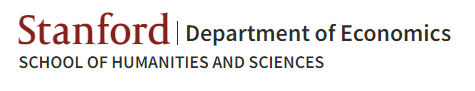 Stanford | Department of Economics
SCHOOL OF HUMANITIES AND SCIENCES